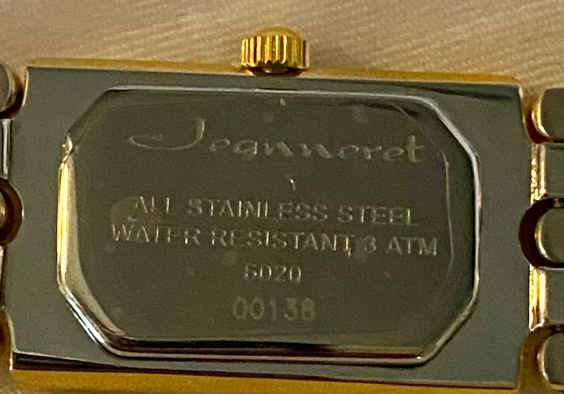 Jeanneret
ALL STAINLESS STEEL
WATER RESISTANT 3 ATM
6020
00138